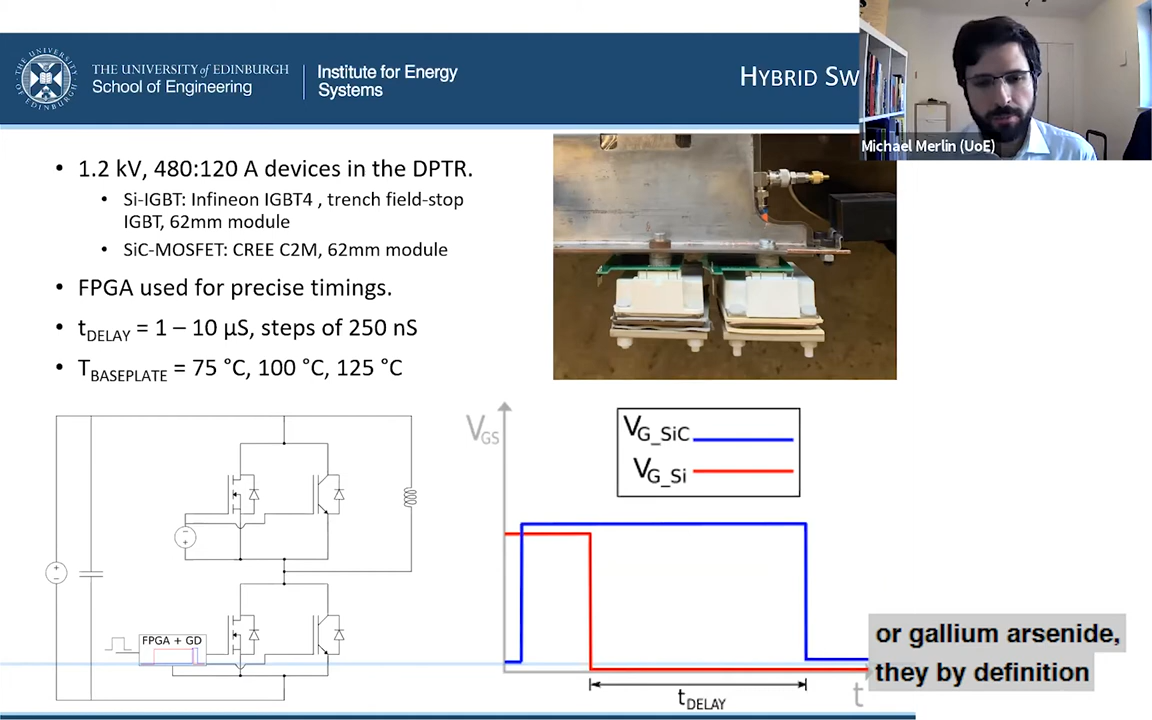 THE UNIVERSITY of EDINBURGH
School of Engineering
Institute for Energy
Systems
HYBRID SW
Michael Merlin (UoE)
• 1.2 kV, 480:120 A devices in the DPTR.
• Si-IGBT: Infineon IGBT4 , trench field-stop
IGBT, 62mm module
• SiC-MOSFET: CREE C2M, 62mm module
• FPGA used for precise timings.
• tDELAY = 1 – 10 µS, steps of 250 nS
• TBASEPLATE = 75 °C, 100 °C, 125 °C
FPGA + GD
VGS
VG_SiC
VG_Si
tDELAY
t
or gallium arsenide,
they by definition